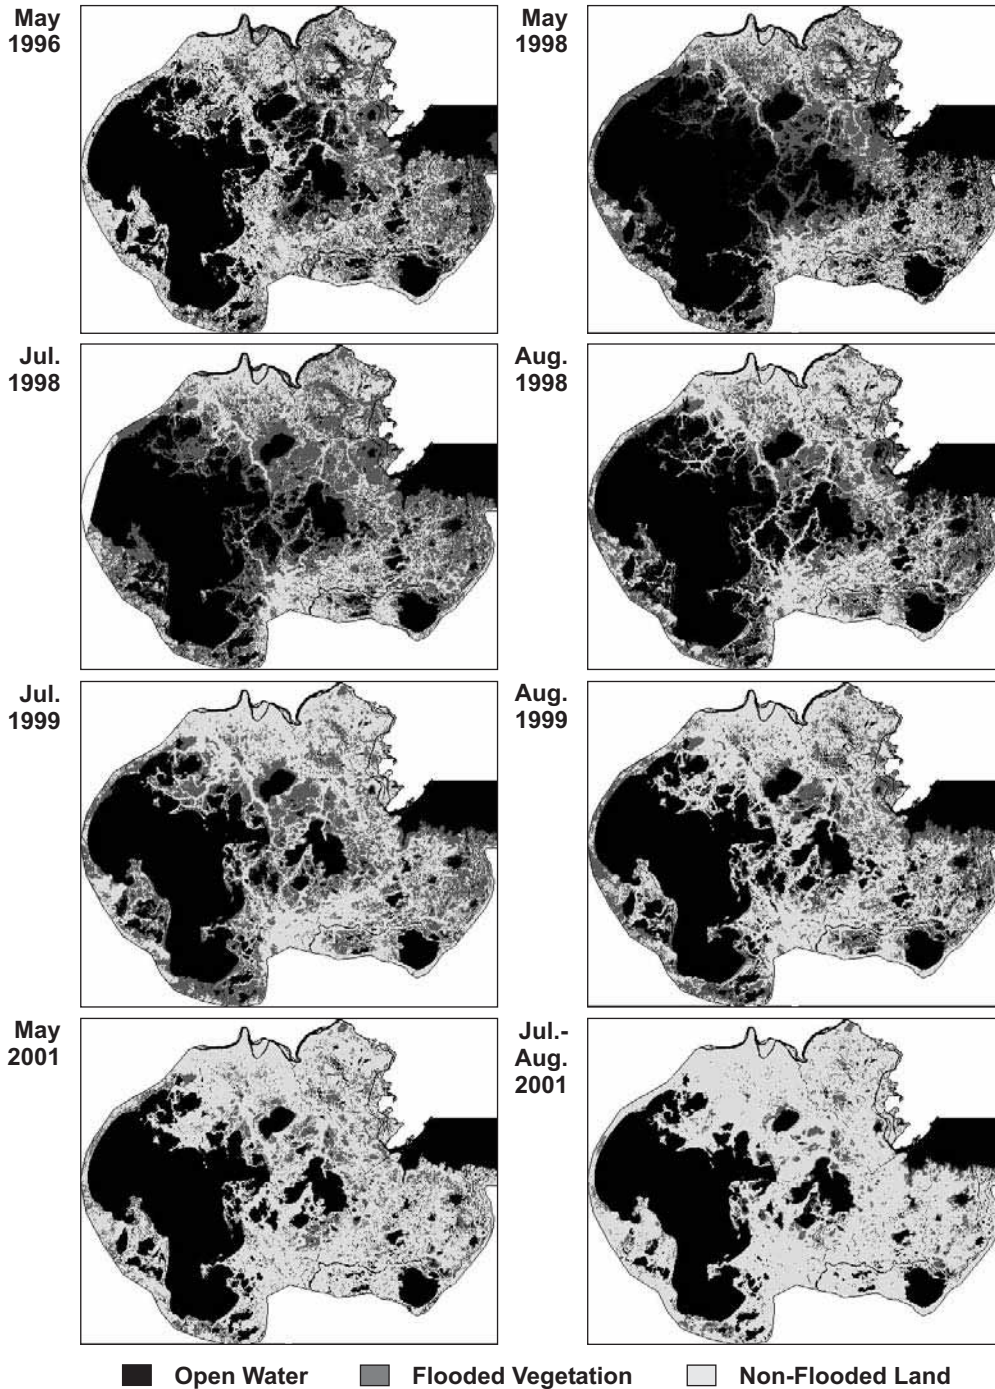 May
1996
May
1998
Jul.
1998
Aug.
1998
Jul.
1999
Aug.
1999
May
2001
Jul.-
Aug.
2001
Open Water
Flooded Vegetation
Non-Flooded Land